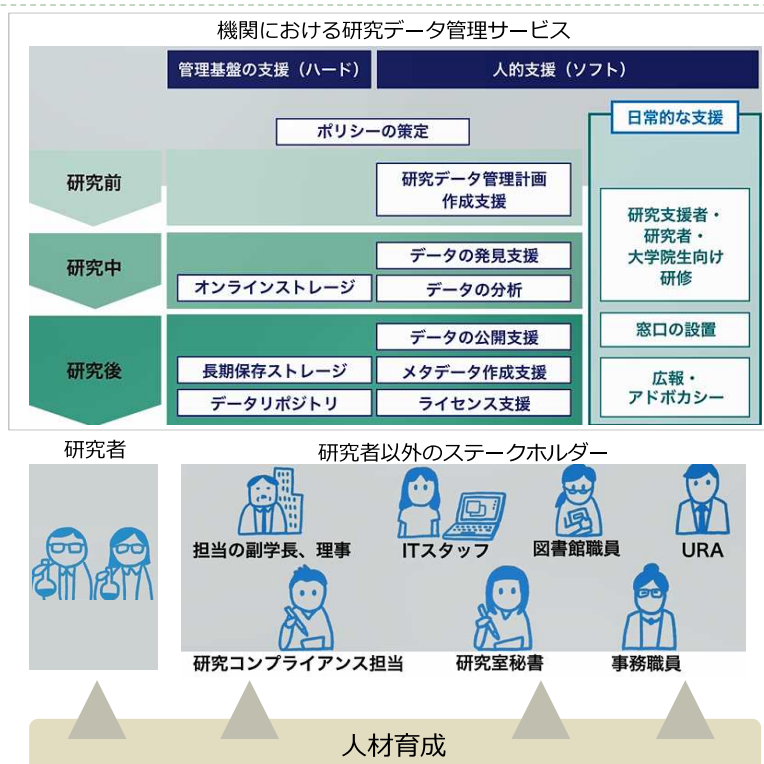 機関における研究データ管理サービス
管理基盤の支援（ハード）
人的支援（ソフト）
日常的な支援
ポリシーの策定
研究前
研究データ管理計画
作成支援
研究中
データの発見支援
オンラインストレージ
データの分析
研究後
データの公開支援
長期保存ストレージ
メタデータ作成支援
データリポジトリ
ライセンス支援
研究支援者・
研究者・
大学院生向け
研修
窓口の設置
広報・
アドボカシー
研究者
研究者以外のステークホルダー
担当の副学長、理事
ITスタッフ
図書館職員
URA
研究コンプライアンス担当
研究室秘書
事務職員
人材育成